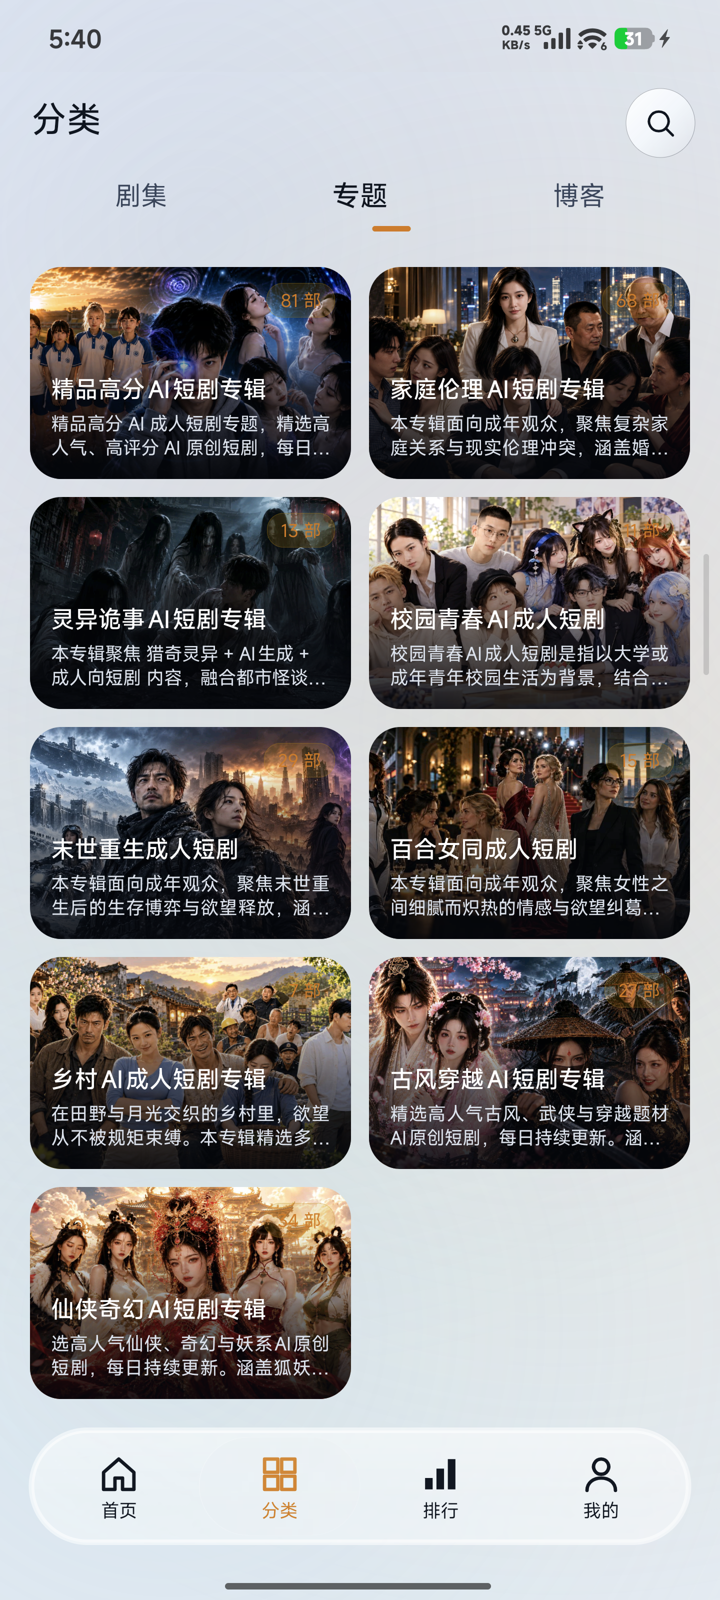 5:40
0.45 5G
KB/s
6
31
分类
剧集
专题
博客
81 部
精品高分AI短剧专辑
精品高分 AI 成人短剧专题，精选高
人气、高评分 AI 原创短剧，每日...
68 部
家庭伦理AI短剧专辑
本专辑面向成年观众，聚焦复杂家
庭关系与现实伦理冲突，涵盖婚...
13 部
灵异诡事AI短剧专辑
本专辑聚焦 猎奇灵异 + AI生成 +
成人向短剧 内容，融合都市怪谈...
部
校园青春AI成人短剧
校园青春AI成人短剧是指以大学或
成年青年校园生活为背景，结合...
部
末世重生成人短剧
本专辑面向成年观众，聚焦末世重
生后的生存博弈与欲望释放，涵...
部
百合女同成人短剧
本专辑面向成年观众，聚焦女性之
间细腻而炽热的情感与欲望纠葛...
部
乡村AI成人短剧专辑
在田野与月光交织的乡村里，欲望
从不被规矩束缚。本专辑精选多...
27 部
古风穿越AI短剧专辑
精选高人气古风、武侠与穿越题材
AI原创短剧，每日持续更新。涵...
部
仙侠奇幻AI短剧专辑
选高人气仙侠、奇幻与妖系AI原创
短剧，每日持续更新。涵盖狐妖...
首页
分类
排行
我的